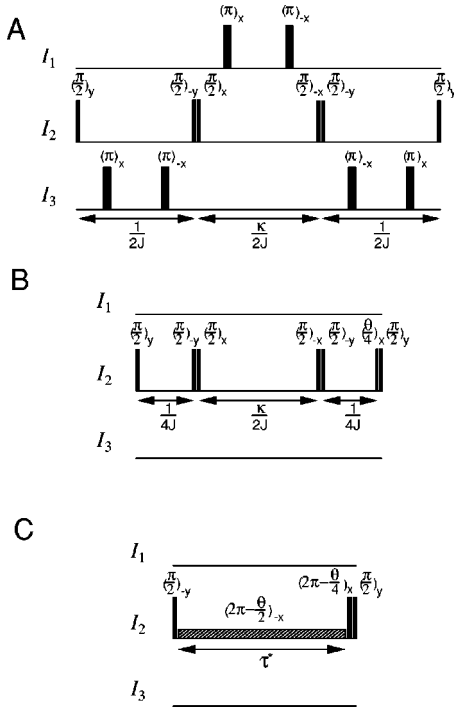 A
(π)x (π)-x
I1
(π/2)y (π/2)-y (π/2)x (π/2)-x (π/2)-y (π/2)y
I2
(π)x (π)-x (π)-x (π)x
I3
1/2J κ/2J 1/2J
B
I1
(π/2)y (π/2)-y (π/2)x (π/2)-x (π/2)-y (θ/4)x (π/2)y
I2
1/4J κ/2J 1/4J
I3
C
I1
(π/2)-y (2π-θ/4)x (π/2)y
(2π-θ/2)-x
I2
τ*
I3